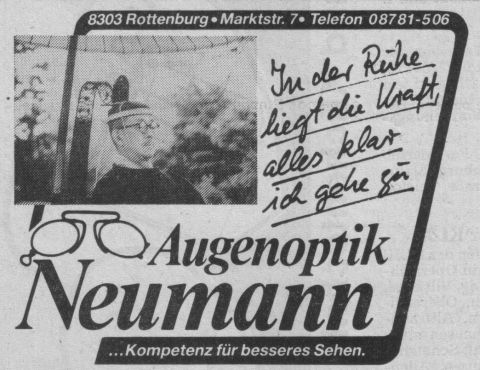 8303 Rottenburg • Marktstr. 7 • Telefon 08781-506
In der Ruhe
liegt die Kraft,
alles klar
ich gehe zu
Augenoptik
Neumann
...Kompetenz für besseres Sehen.